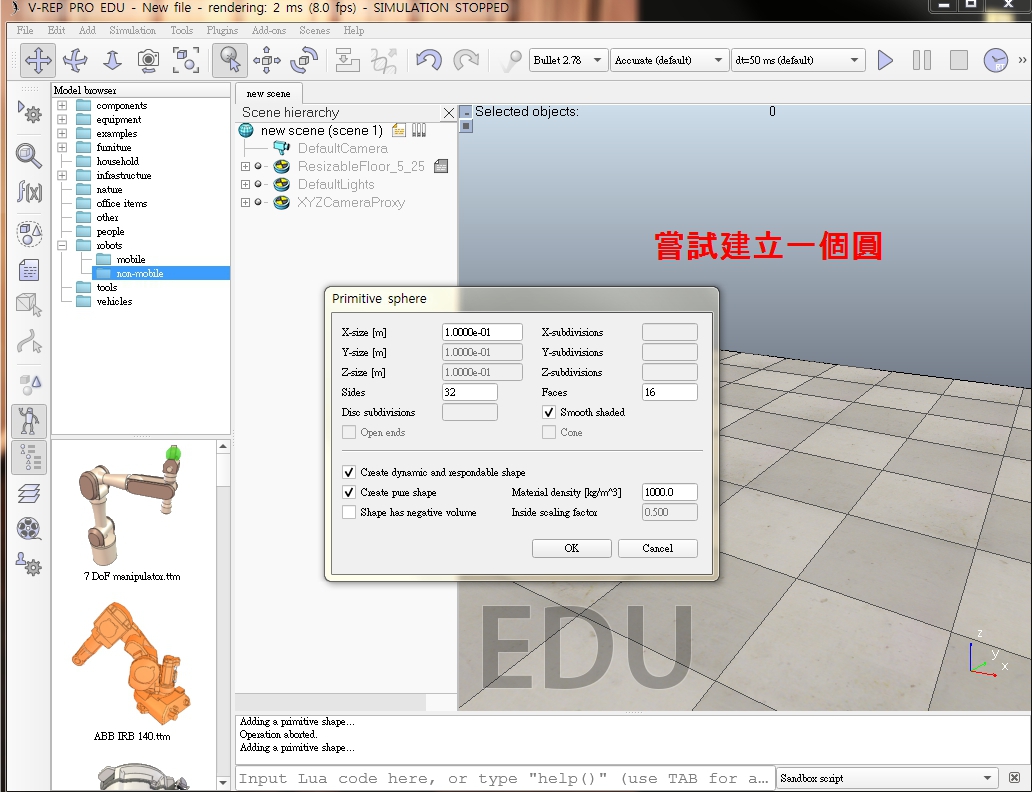 V-REP PRO EDU - New file - rendering: 2 ms (8.0 fps) - SIMULATION STOPPED
File Edit Add Simulation Tools Plugins Add-ons Scenes Help
Bullet 2.78 Accurate (default) dt=50 ms (default)
RT
Model browser
components
equipment
examples
furniture
household
infrastructure
nature
office items
other
people
robots
mobile
non-mobile
tools
vehicles
f(x)
7 DoF manipulator.ttm
ABB IRB 140.ttm
new scene
Scene hierarchy
new scene (scene 1)
DefaultCamera
ResizableFloor_5_25
DefaultLights
XYZCameraProxy
Selected objects: 0
嘗試建立一個圓
Primitive sphere
X-size [m] 1.0000e-01 X-subdivisions
Y-size [m] 1.0000e-01 Y-subdivisions
Z-size [m] 1.0000e-01 Z-subdivisions
Sides 32 Faces 16
Disc subdivisions Smooth shaded
Open ends Cone
Create dynamic and respondable shape
Create pure shape Material density [kg/m^3] 1000.0
Shape has negative volume Inside scaling factor 0.500
OK Cancel
EDU
z
y
x
Adding a primitive shape...
Operation aborted.
Adding a primitive shape...
Input Lua code here, or type "help()" (use TAB for a... Sandbox script